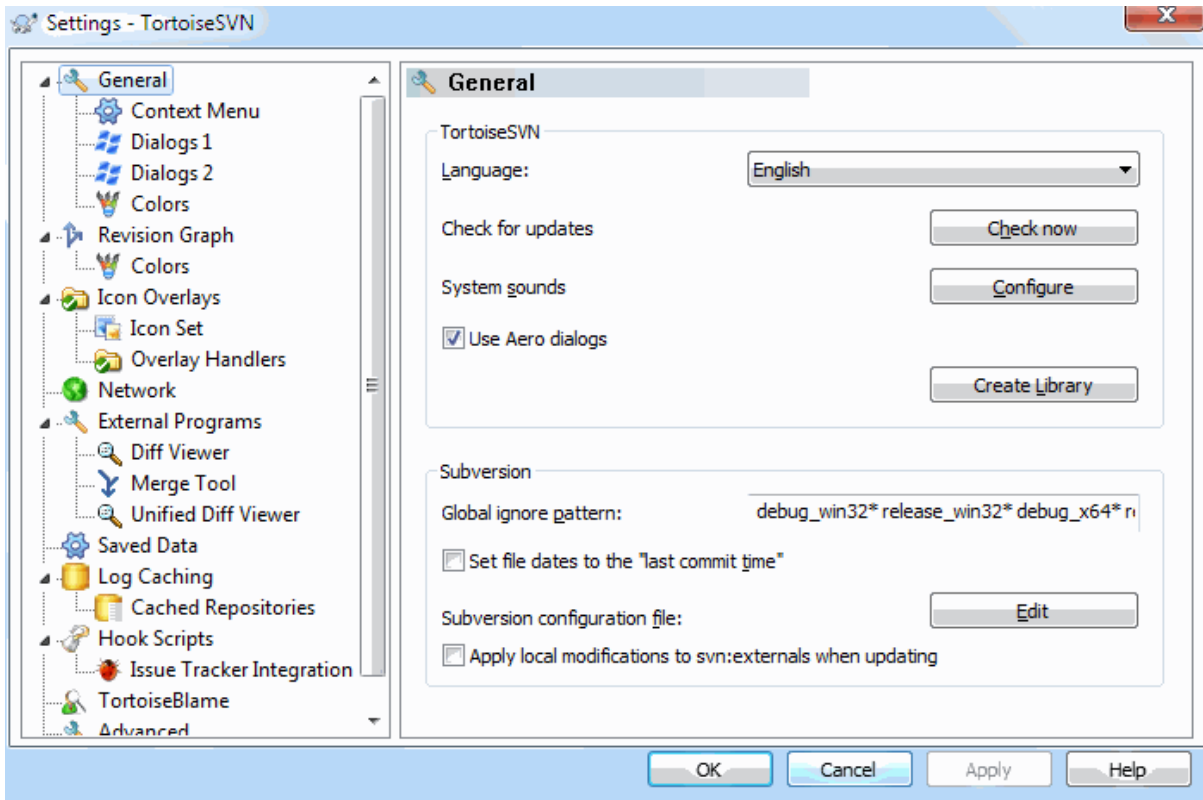 Settings - TortoiseSVN
General
Context Menu
Dialogs 1
Dialogs 2
Colors
Revision Graph
Colors
Icon Overlays
Icon Set
Overlay Handlers
Network
External Programs
Diff Viewer
Merge Tool
Unified Diff Viewer
Saved Data
Log Caching
Cached Repositories
Hook Scripts
Issue Tracker Integration
TortoiseBlame
Advanced
General
TortoiseSVN
Language: English
Check for updates Check now
System sounds Configure
Use Aero dialogs
Create Library
Subversion
Global ignore pattern: debug_win32* release_win32* debug_x64*
Set file dates to the "last commit time"
Subversion configuration file: Edit
Apply local modifications to svn:externals when updating
OK Cancel Apply Help